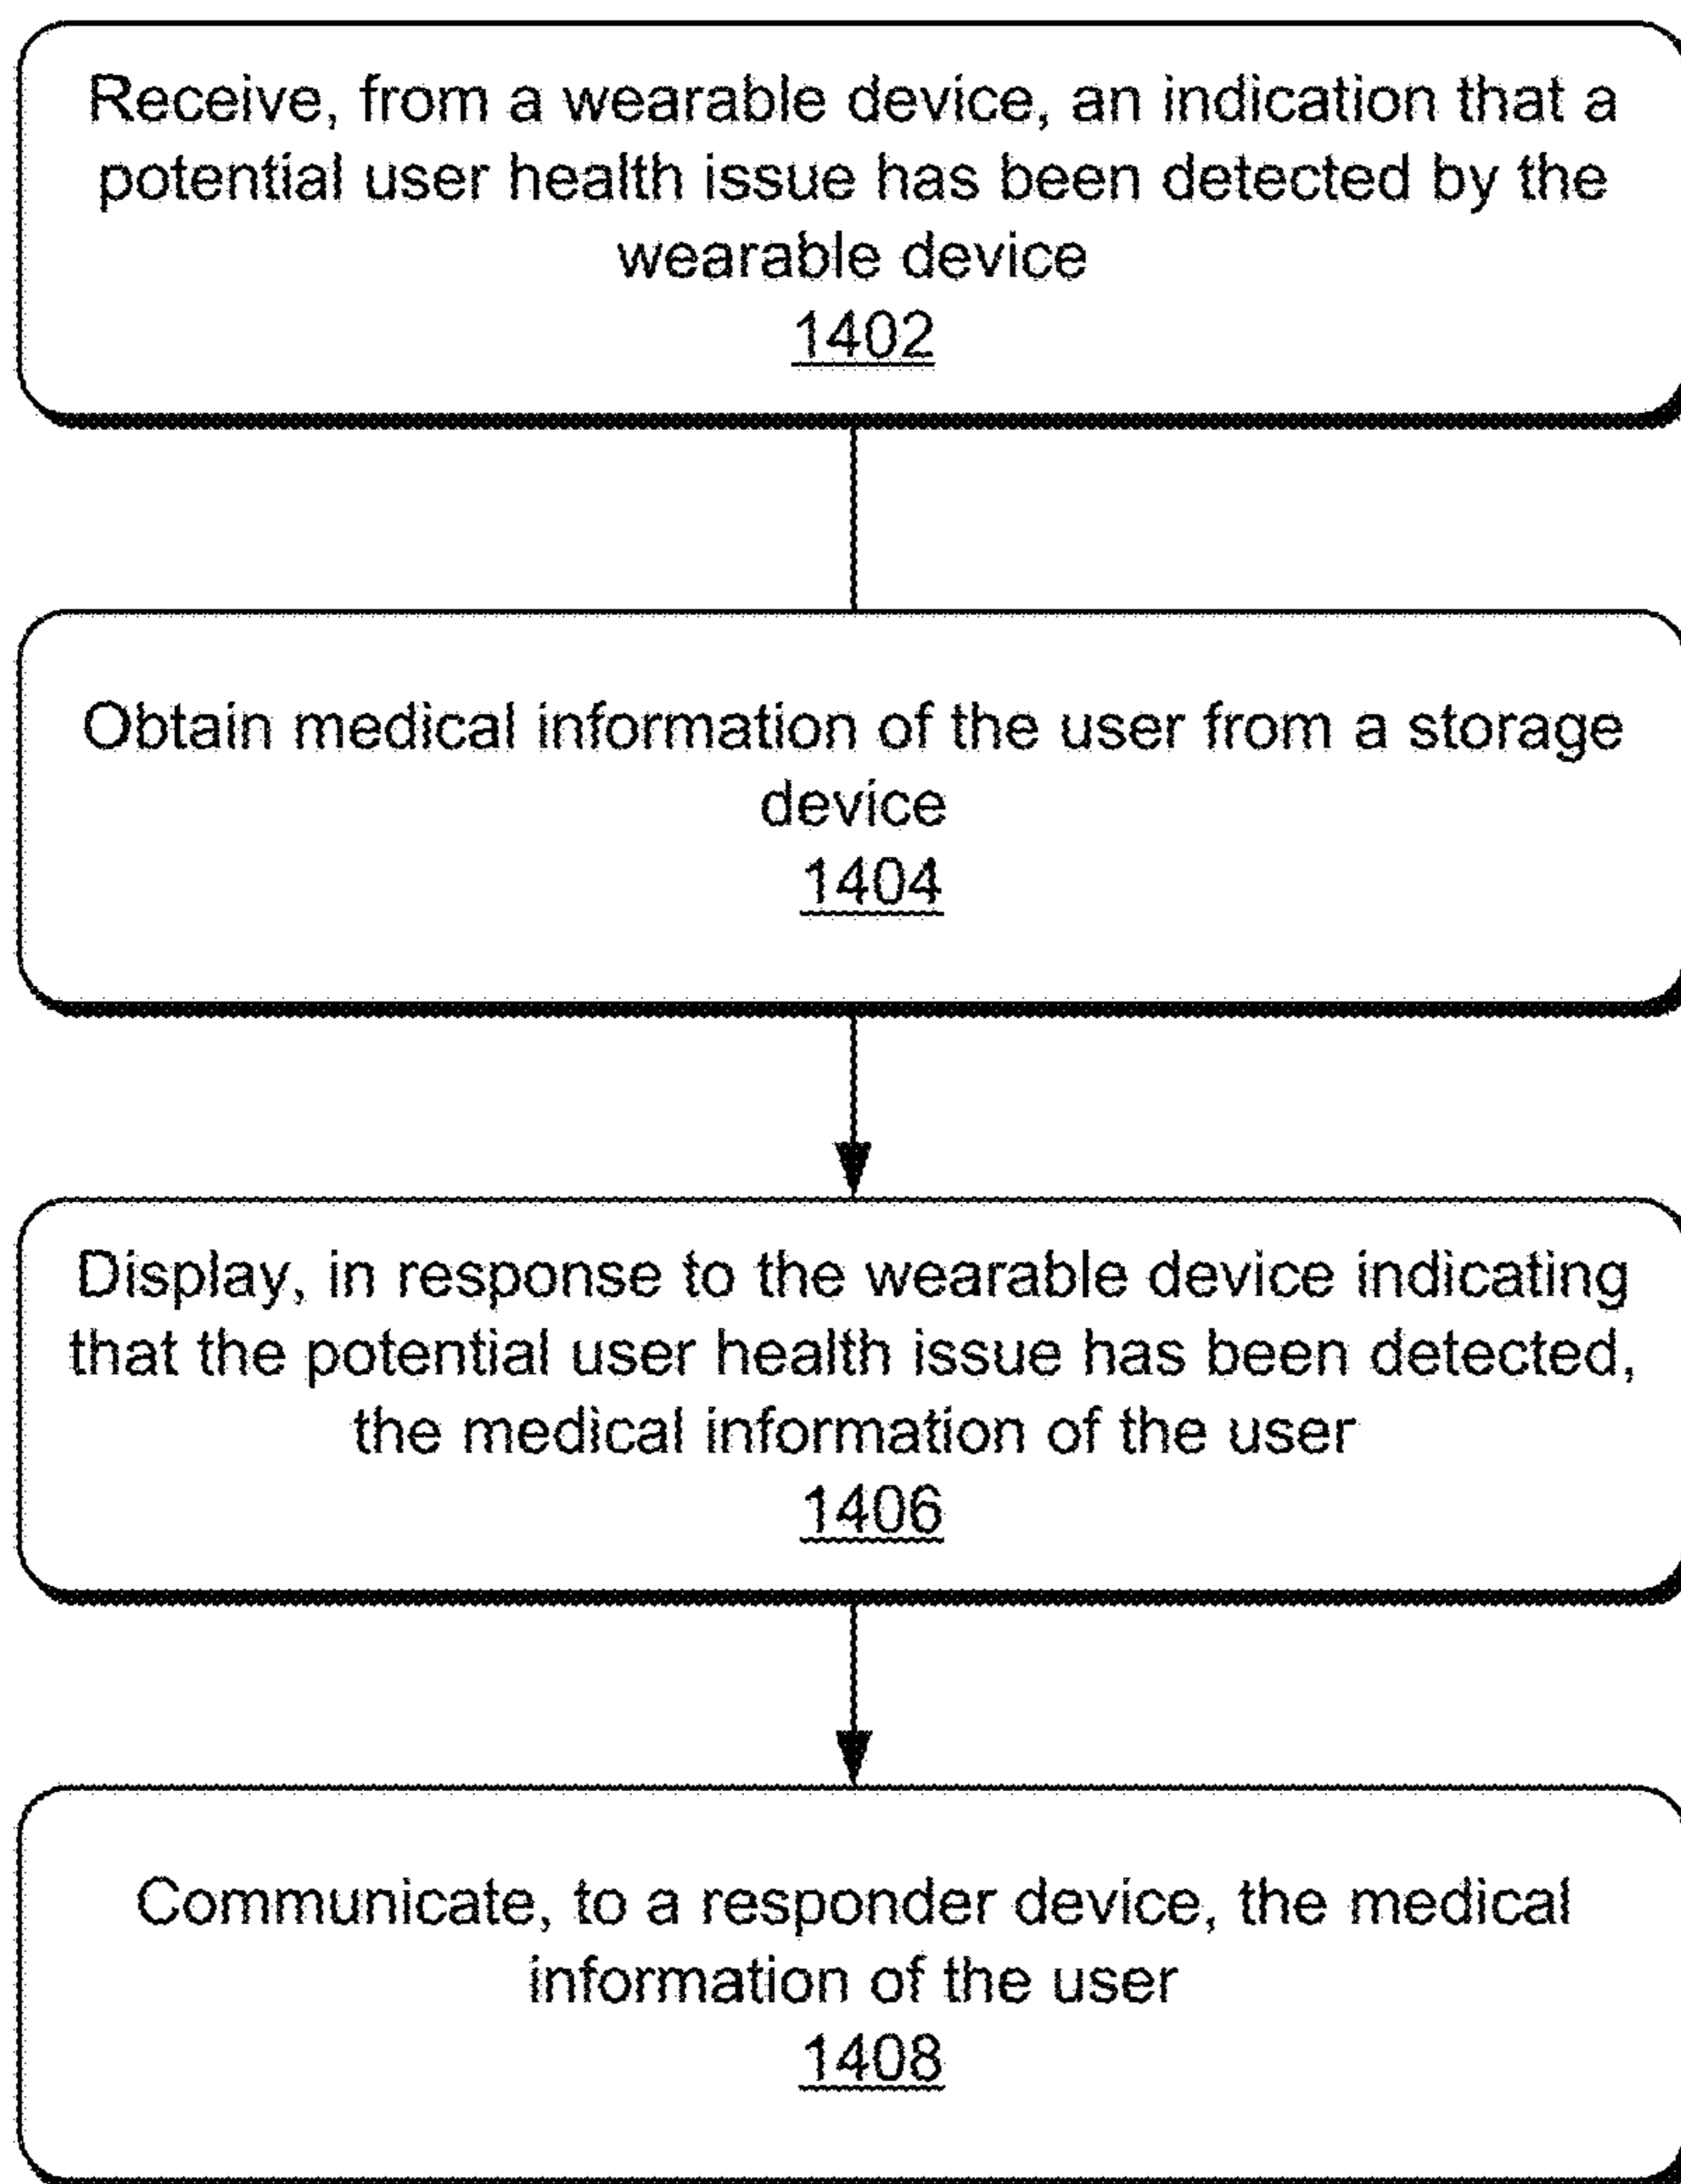 Receive, from a wearable device, an indication that a
potential user health issue has been detected by the
wearable device
1402
Obtain medical information of the user from a storage
device
1404
Display, in response to the wearable device indicating
that the potential user health issue has been detected,
the medical information of the user
1406
Communicate, to a responder device, the medical
information of the user
1408